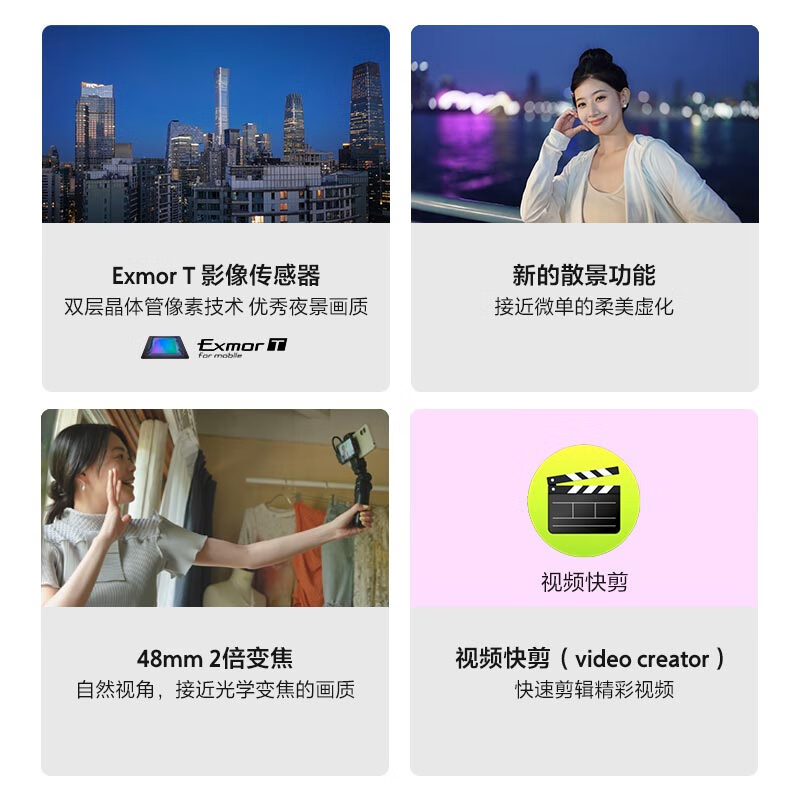 Exmor T 影像传感器
双层晶体管像素技术 优秀夜景画质
Exmor T
for mobile
新的散景功能
接近微单的柔美虚化
48mm 2倍变焦
自然视角，接近光学变焦的画质
视频快剪
视频快剪（video creator）
快速剪辑精彩视频